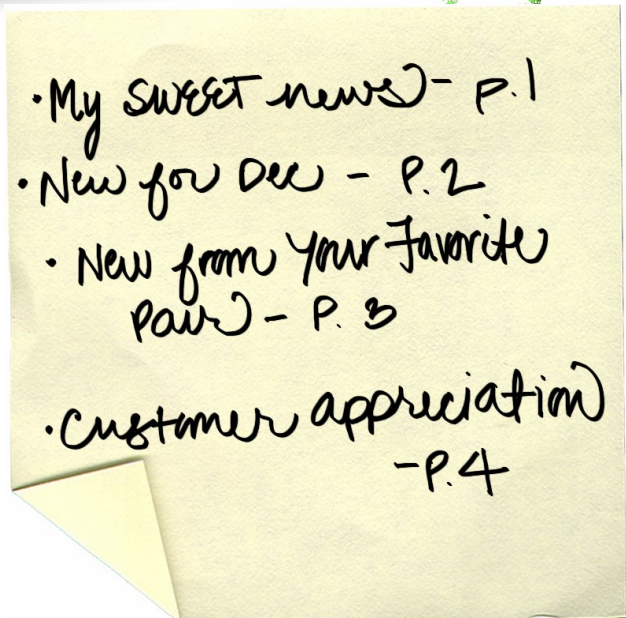 •My SWEET news- p.1
•New for Dec - P.2
• New from Your Favorite
Pair - P. 3
•Customer appreciation
-P.4